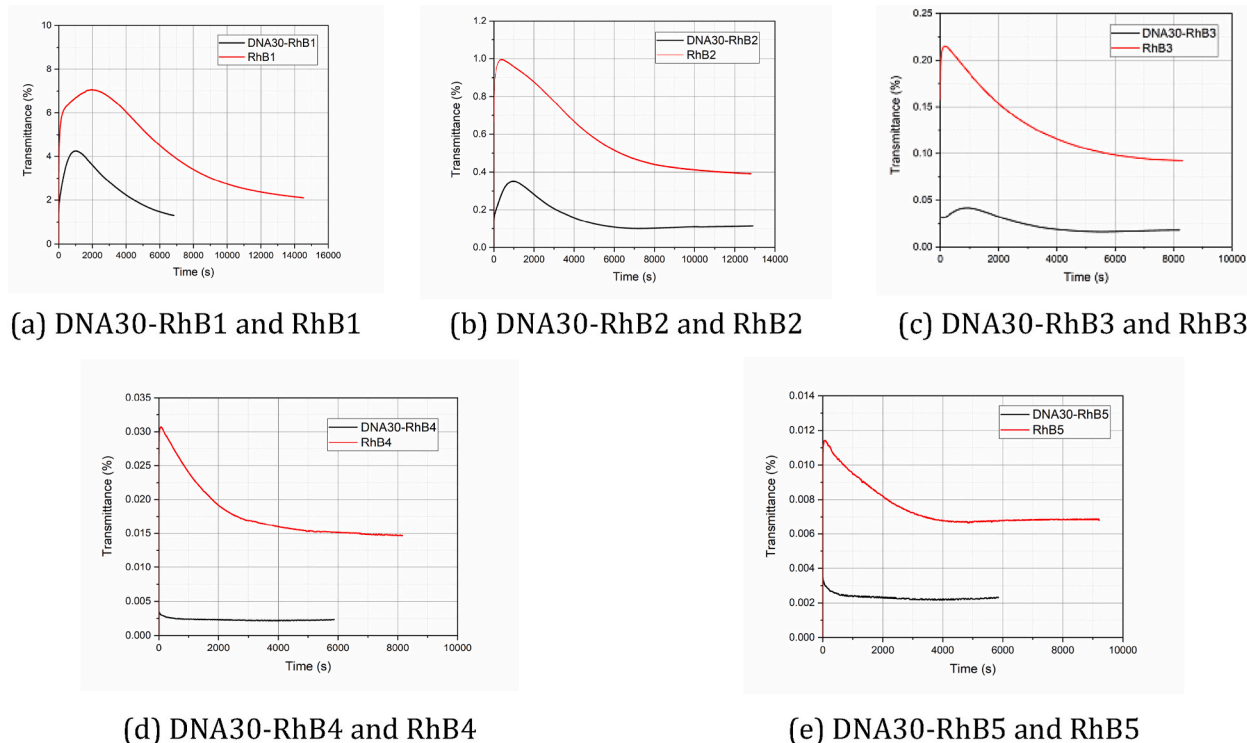 10
8
6
4
2
0
Transmittance (%)
DNA30-RhB1
RhB1
0 2000 4000 6000 8000 10000 12000 14000 16000
Time (s)
(a) DNA30-RhB1 and RhB1
1.2
1.0
0.8
0.6
0.4
0.2
0.0
Transmittance (%)
DNA30-RhB2
RhB2
0 2000 4000 6000 8000 10000 12000 14000
Time (s)
(b) DNA30-RhB2 and RhB2
0.25
0.20
0.15
0.10
0.05
0.00
Transmittance (%)
DNA30-RhB3
RhB3
0 2000 4000 6000 8000 10000
Time (s)
(c) DNA30-RhB3 and RhB3
0.035
0.030
0.025
0.020
0.015
0.010
0.005
0.000
Transmittance (%)
DNA30-RhB4
RhB4
0 2000 4000 6000 8000 10000
Time (s)
(d) DNA30-RhB4 and RhB4
0.014
0.012
0.010
0.008
0.006
0.004
0.002
0.000
Transmittance (%)
DNA30-RhB5
RhB5
0 2000 4000 6000 8000 10000
Time (s)
(e) DNA30-RhB5 and RhB5